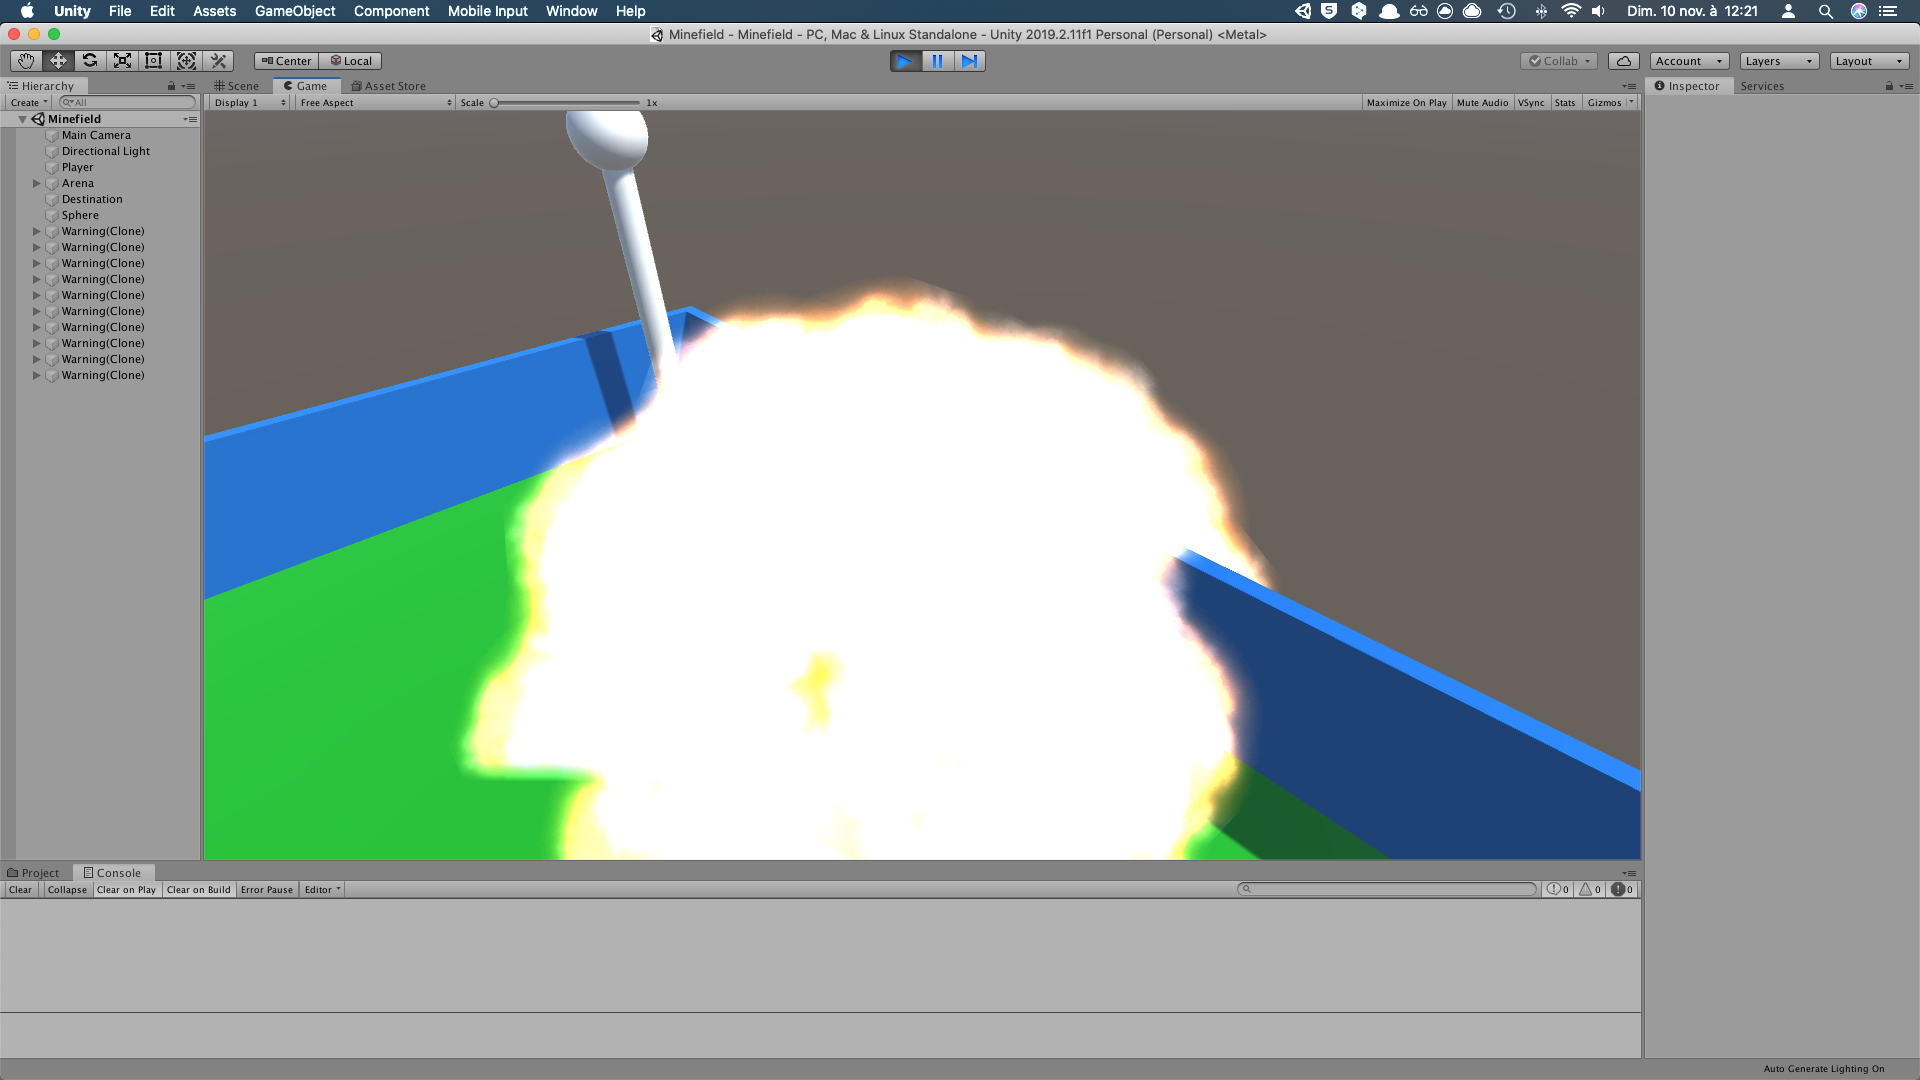 Unity File Edit Assets GameObject Component Mobile Input Window Help Dim. 10 nov. à 12:21
Minefield - Minefield - PC, Mac & Linux Standalone - Unity 2019.2.11f1 Personal (Personal) <Metal>
Center Local Collab Account Layers Layout
Hierarchy Scene Game Asset Store Inspector Services
Create All Display 1 Free Aspect Scale 1x Maximize On Play Mute Audio VSync Stats Gizmos
Minefield
Main Camera
Directional Light
Player
Arena
Destination
Sphere
Warning(Clone)
Warning(Clone)
Warning(Clone)
Warning(Clone)
Warning(Clone)
Warning(Clone)
Warning(Clone)
Warning(Clone)
Warning(Clone)
Warning(Clone)
Project Console
Clear Collapse Clear on Play Clear on Build Error Pause Editor 0 0 0
Auto Generate Lighting On